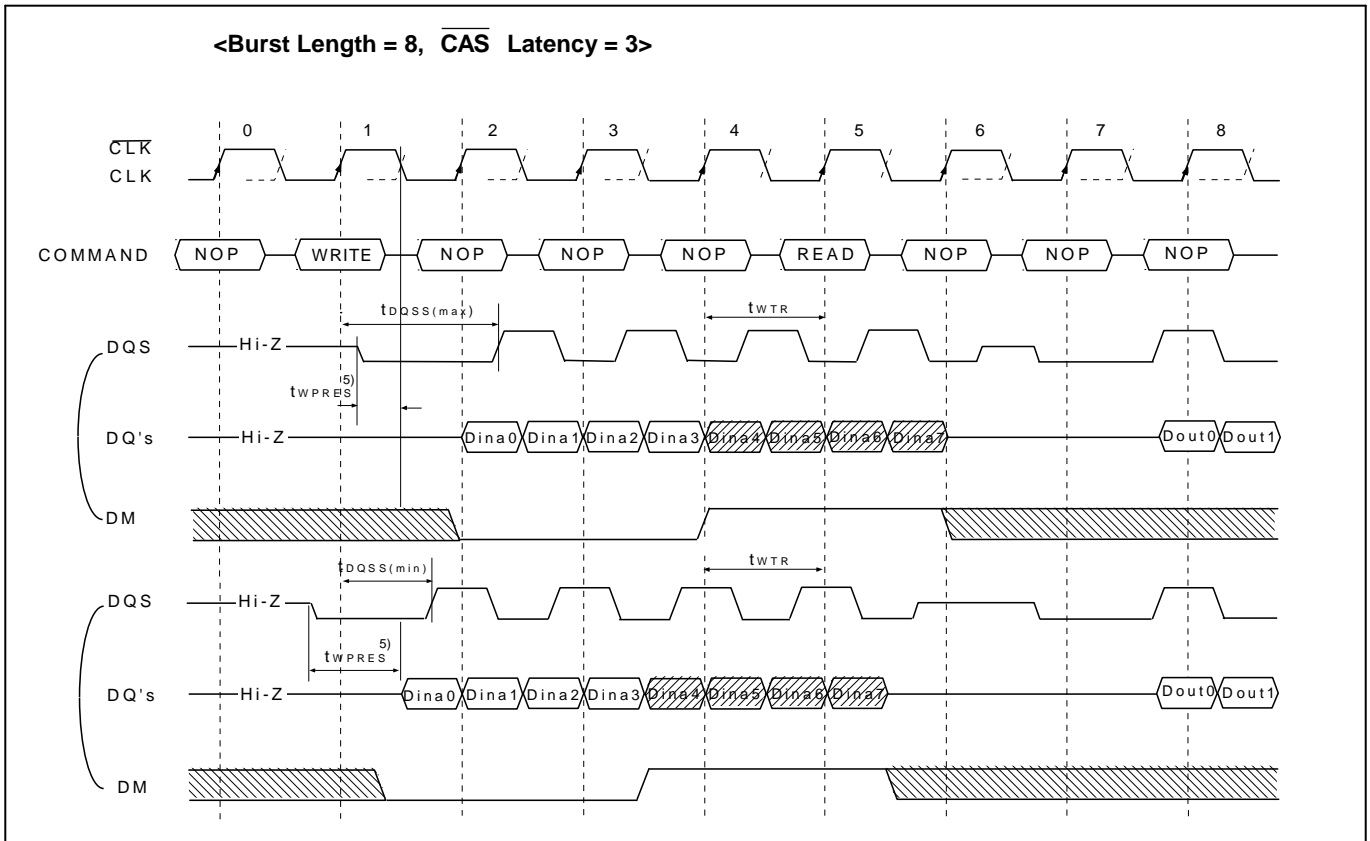 <Burst Length = 8, CAS Latency = 3>
0 1 2 3 4 5 6 7 8
CLK
CLK
COMMAND NOP WRITE NOP NOP NOP READ NOP NOP NOP
tDQSS(max) tWTR
DQS Hi-Z
tWPRES 5)
DQ's Hi-Z Dina0 Dina1 Dina2 Dina3 Dina4 Dina5 Dina6 Dina7 Dout0 Dout1
DM
tDQSS(min) tWTR
DQS Hi-Z
tWPRES 5)
DQ's Hi-Z Dina0 Dina1 Dina2 Dina3 Dina4 Dina5 Dina6 Dina7 Dout0 Dout1
DM